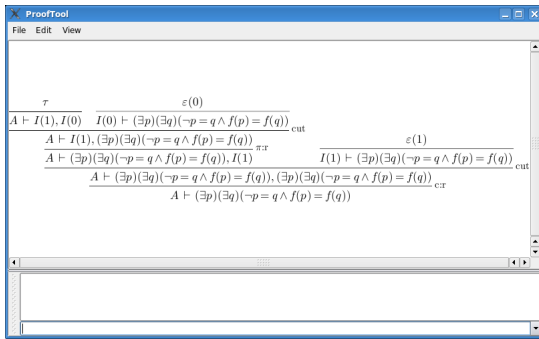 ProofTool
File Edit View
τ ε(0)
A ⊢ I(1), I(0) I(0) ⊢ (∃p)(∃q)(¬p = q ∧ f(p) = f(q)) cut
A ⊢ I(1), (∃p)(∃q)(¬p = q ∧ f(p) = f(q)) π:r ε(1)
A ⊢ (∃p)(∃q)(¬p = q ∧ f(p) = f(q)), I(1) I(1) ⊢ (∃p)(∃q)(¬p = q ∧ f(p) = f(q)) cut
A ⊢ (∃p)(∃q)(¬p = q ∧ f(p) = f(q)), (∃p)(∃q)(¬p = q ∧ f(p) = f(q)) c:r
A ⊢ (∃p)(∃q)(¬p = q ∧ f(p) = f(q))